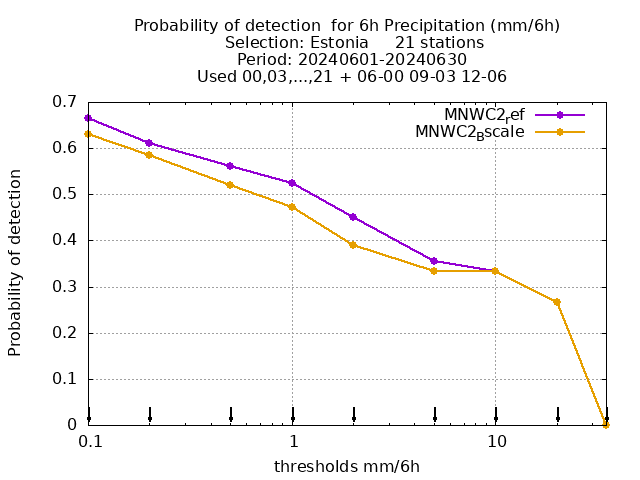 Probability of detection  for 6h Precipitation (mm/6h)
Selection: Estonia     21 stations
Period: 20240601-20240630
Used 00,03,...,21 + 06-00 09-03 12-06
MNWC2ref
MNWC2Bscale
Probability of detection
0.7
0.6
0.5
0.4
0.3
0.2
0.1
0
0.1 1 10
thresholds mm/6h